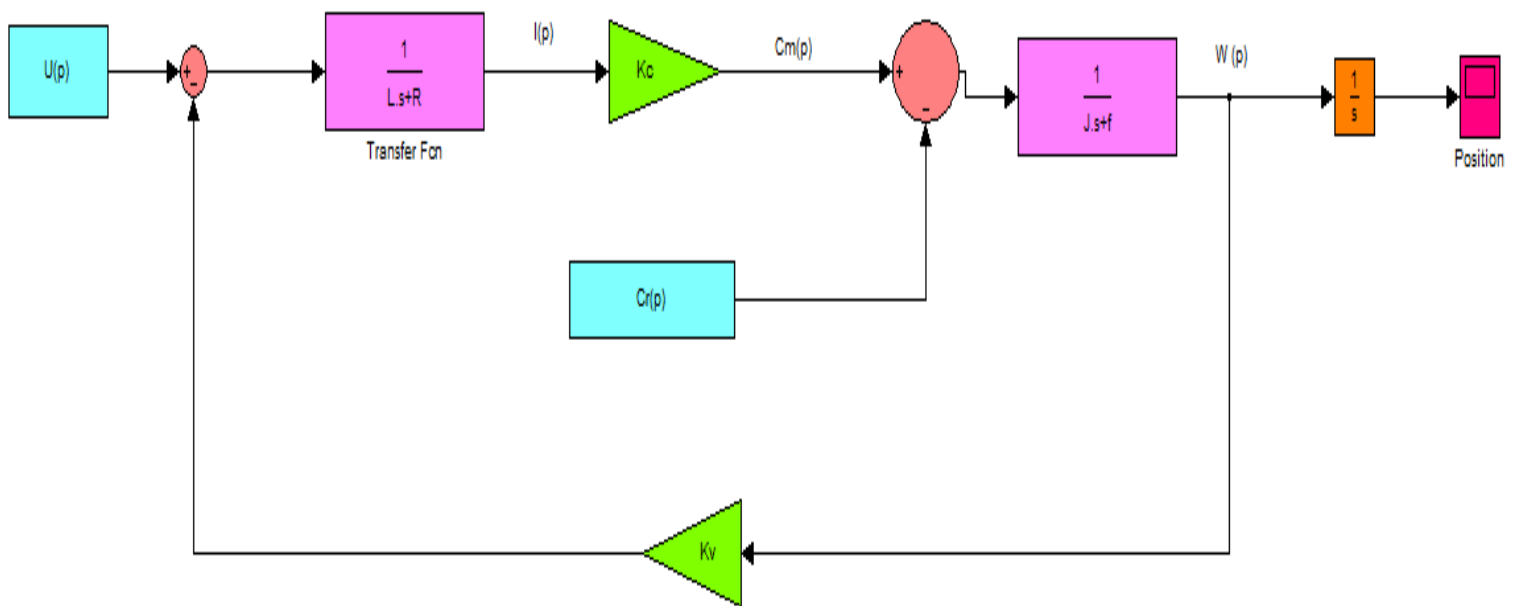 U(p)
+
-
1
L.s+R
Transfer Fcn
I(p)
Kc
Cm(p)
+
-
1
J.s+f
W (p)
1
s
Position
Cr(p)
Kv